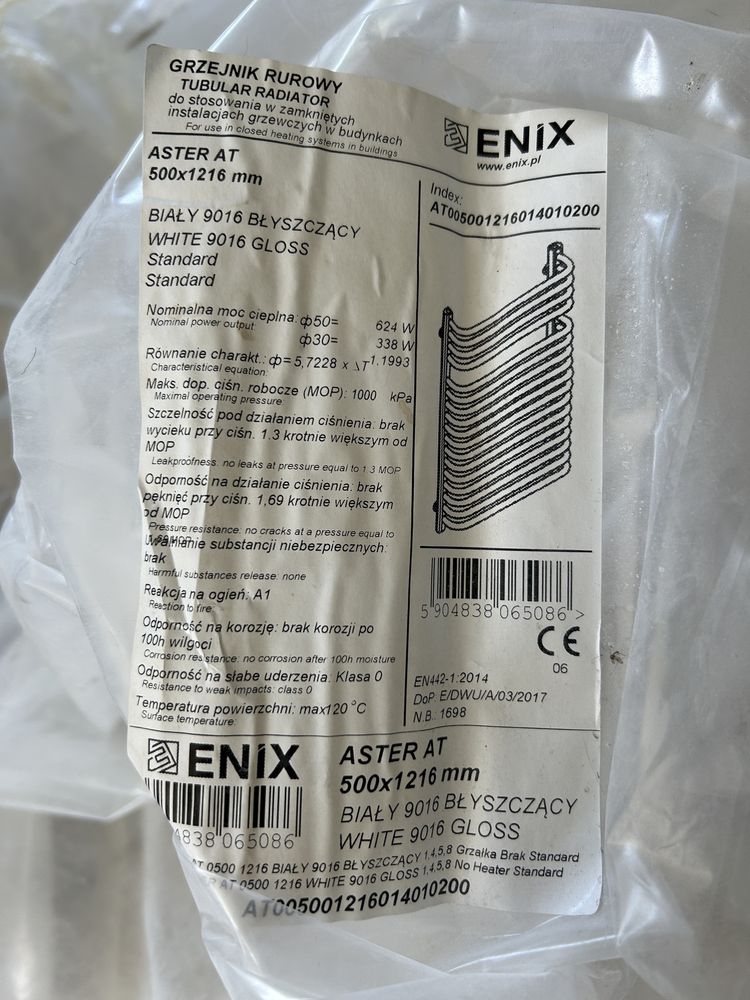 GRZEJNIK RUROWY
TUBULAR RADIATOR
do stosowania w zamkniętych
instalacjach grzewczych w budynkach
For use in closed heating systems in buildings
ENIX
www.enix.pl
ASTER AT
500x1216 mm
BIAŁY 9016 BŁYSZCZĄCY
WHITE 9016 GLOSS
Standard
Standard
Nominalna moc cieplna: ф50= 624 W
Nominal power output: ф30= 338 W
Równanie charakt.: ф= 5,7228 x ΔT^1.1993
Characteristical equation:
Maks. dop. ciśn. robocze (MOP): 1000 kPa
Maximal operating pressure:
Szczelność pod działaniem ciśnienia: brak
wycieku przy ciśn. 1.3 krotnie większym od
MOP
Leakproofness: no leaks at pressure equal to 1.3 MOP
Odporność na działanie ciśnienia: brak
pęknięć przy ciśn. 1,69 krotnie większym
od MOP
Pressure resistance: no cracks at a pressure equal to
1,69 MOP
Uwalnianie substancji niebezpiecznych:
brak
Harmful substances release: none
Reakcja na ogień: A1
Reaction to fire:
Odporność na korozję: brak korozji po
100h wilgoci
Corrosion resistance: no corrosion after 100h moisture
Odporność na słabe uderzenia: Klasa 0
Resistance to weak impacts: class 0
Temperatura powierzchni: max120 °C
Surface temperature:
Index:
AT005001216014010200
5 904838 065086 >
CE
06
EN442-1:2014
DoP: E/DWU/A/03/2017
N.B.: 1698
ENIX
4838 065086
ASTER AT
500x1216 mm
BIAŁY 9016 BŁYSZCZĄCY
WHITE 9016 GLOSS
AT 0500 1216 BIAŁY 9016 BŁYSZCZĄCY 1,4,5,8 Grzałka Brak Standard
AT 0500 1216 WHITE 9016 GLOSS 1,4,5,8 No Heater Standard
AT005001216014010200